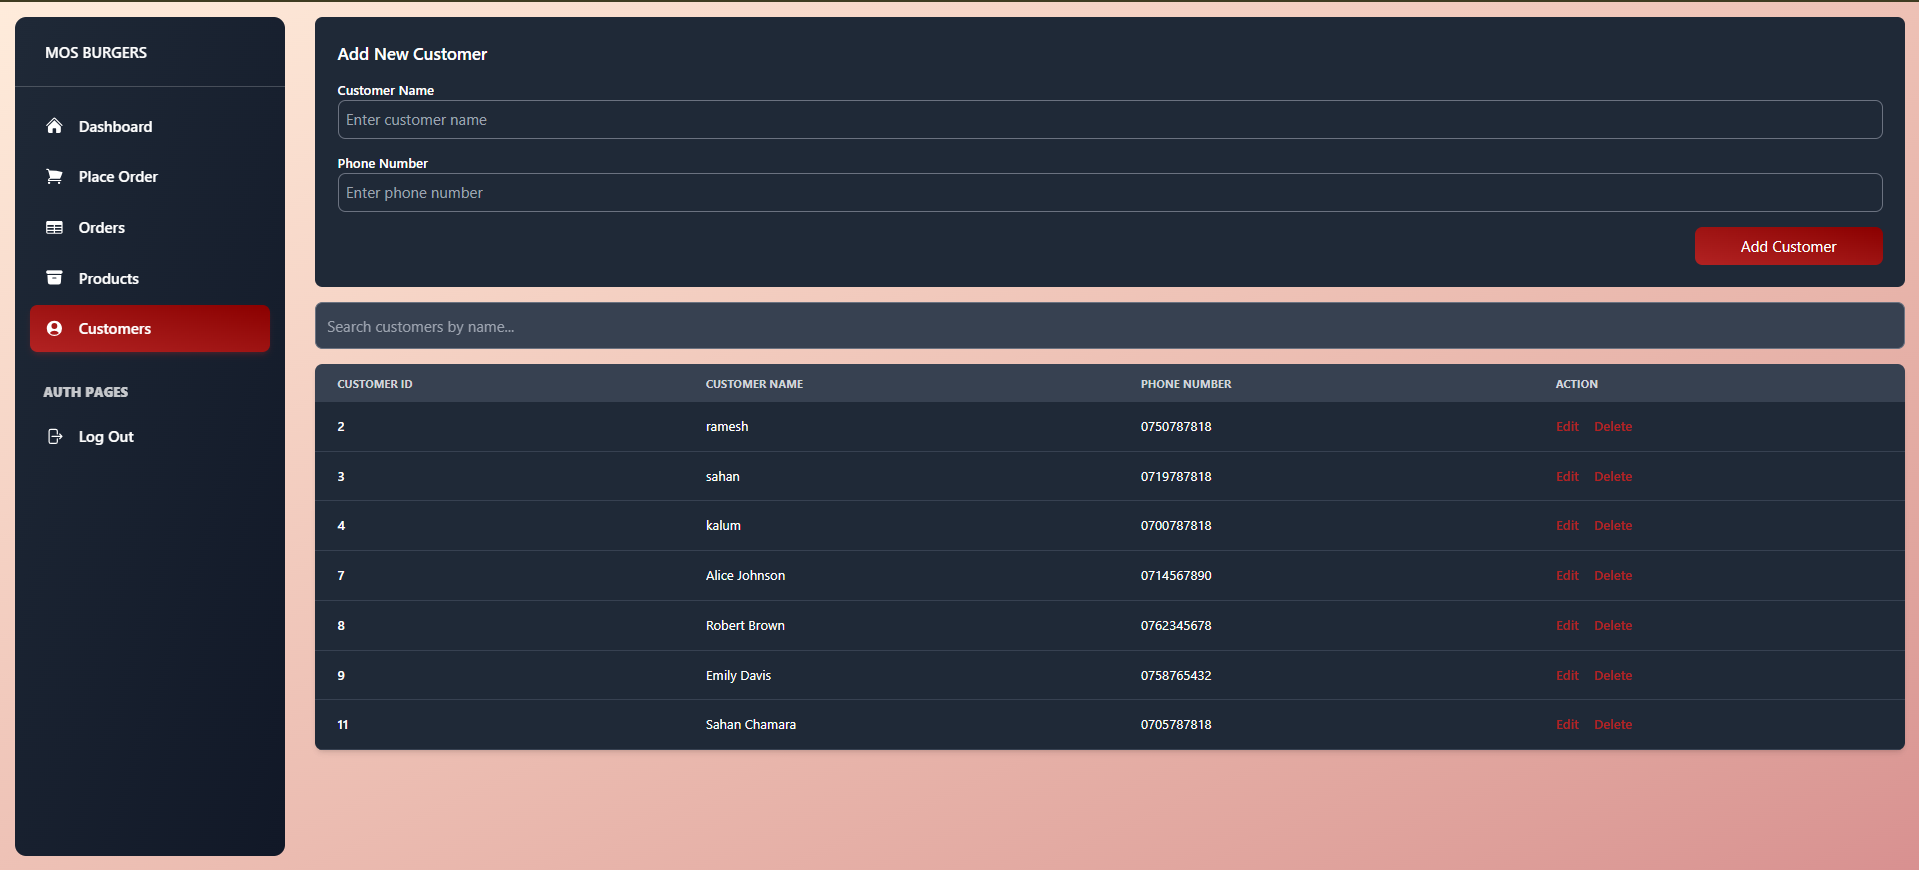 MOS BURGERS
Dashboard
Place Order
Orders
Products
Customers
AUTH PAGES
Log Out
Add New Customer
Customer Name
Enter customer name
Phone Number
Enter phone number
Add Customer
Search customers by name...
CUSTOMER ID CUSTOMER NAME PHONE NUMBER ACTION
2 ramesh 0750787818 Edit Delete
3 sahan 0719787818 Edit Delete
4 kalum 0700787818 Edit Delete
7 Alice Johnson 0714567890 Edit Delete
8 Robert Brown 0762345678 Edit Delete
9 Emily Davis 0758765432 Edit Delete
11 Sahan Chamara 0705787818 Edit Delete